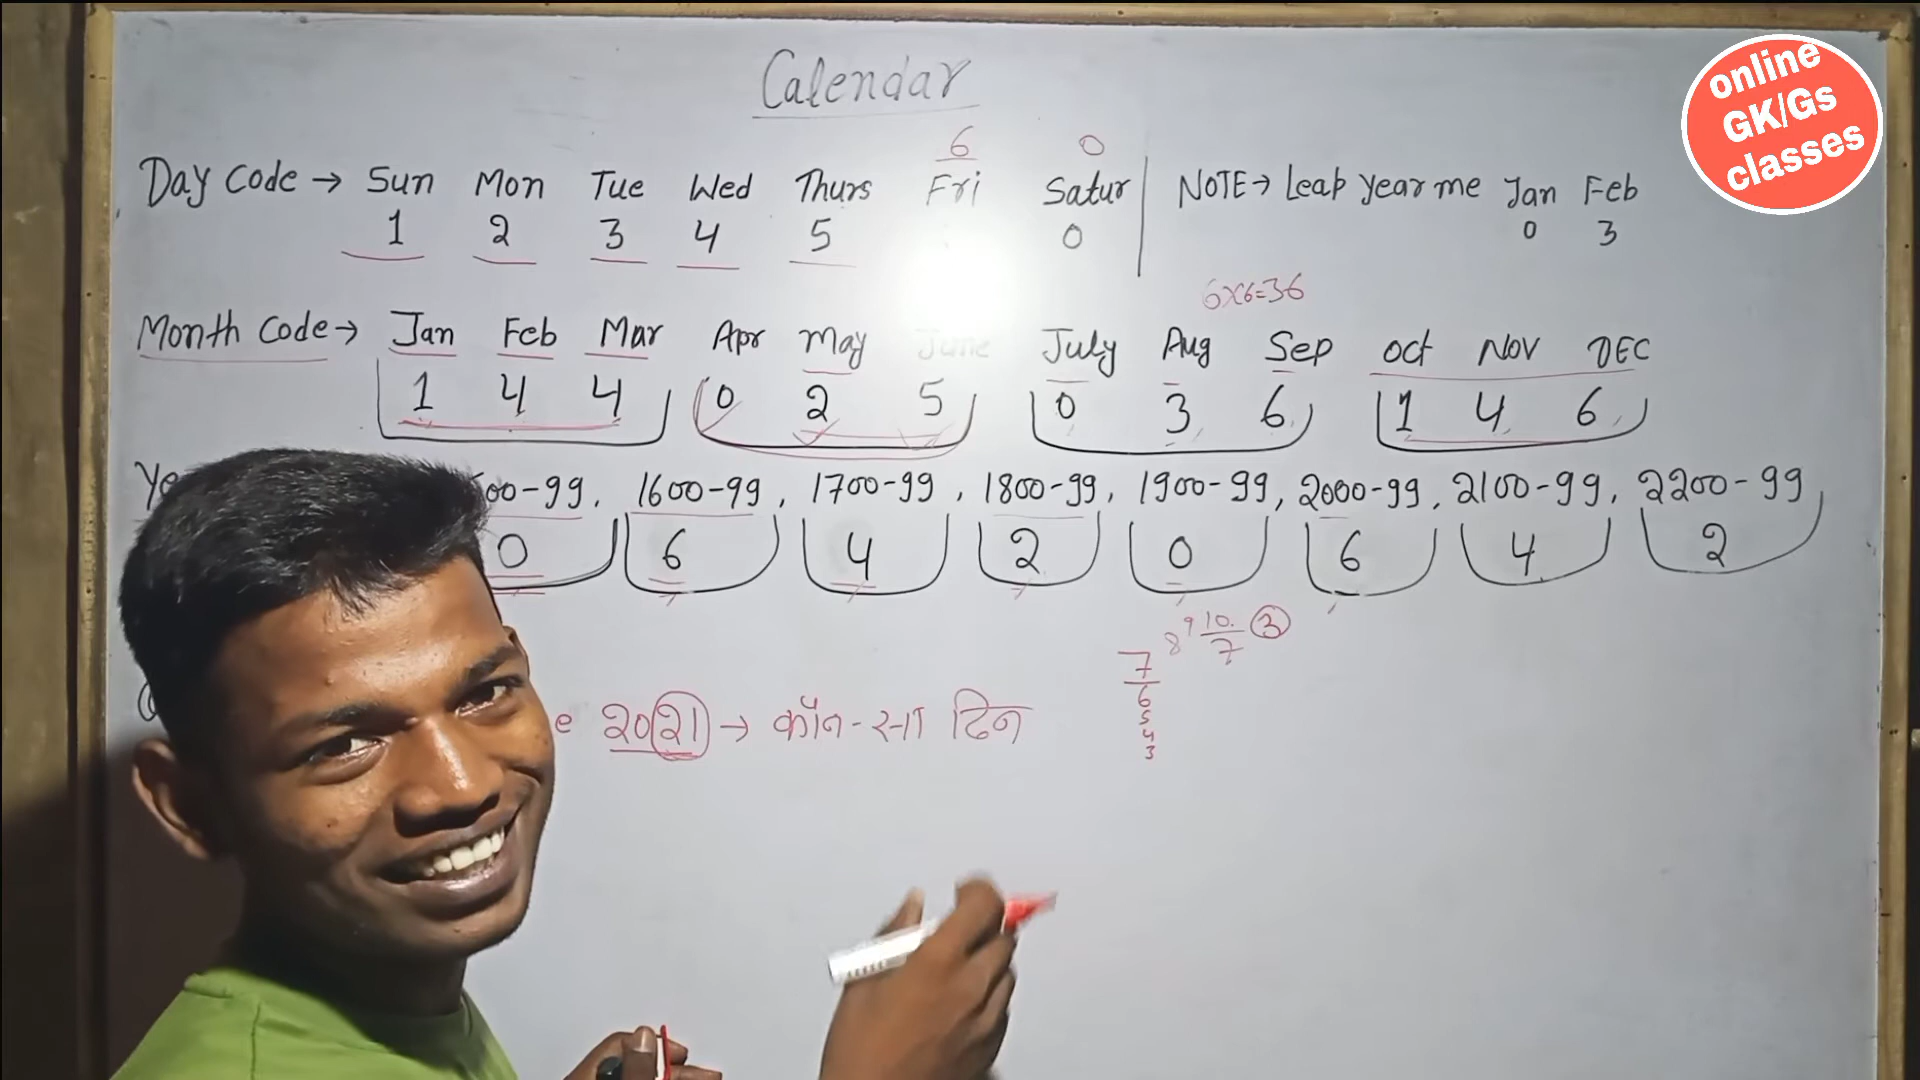 Calendar
online
GK/Gs
classes
6 0
Day Code → Sun Mon Tue Wed Thurs Fri Satur NOTE→ Leap Year me Jan Feb
1 2 3 4 5 0 0 3
6x6=36
Month Code → Jan Feb Mar Apr May June July Aug Sep Oct Nov DEC
1 4 4 0 2 5 0 3 6 1 4 6
Ye 00-99, 1600-99, 1700-99, 1800-99, 1900-99, 2000-99, 2100-99, 2200-99
0 6 4 2 0 6 4 2
8 9 10 3
7
7
6
5
4
3
e 2021 → कौन-सा दिन